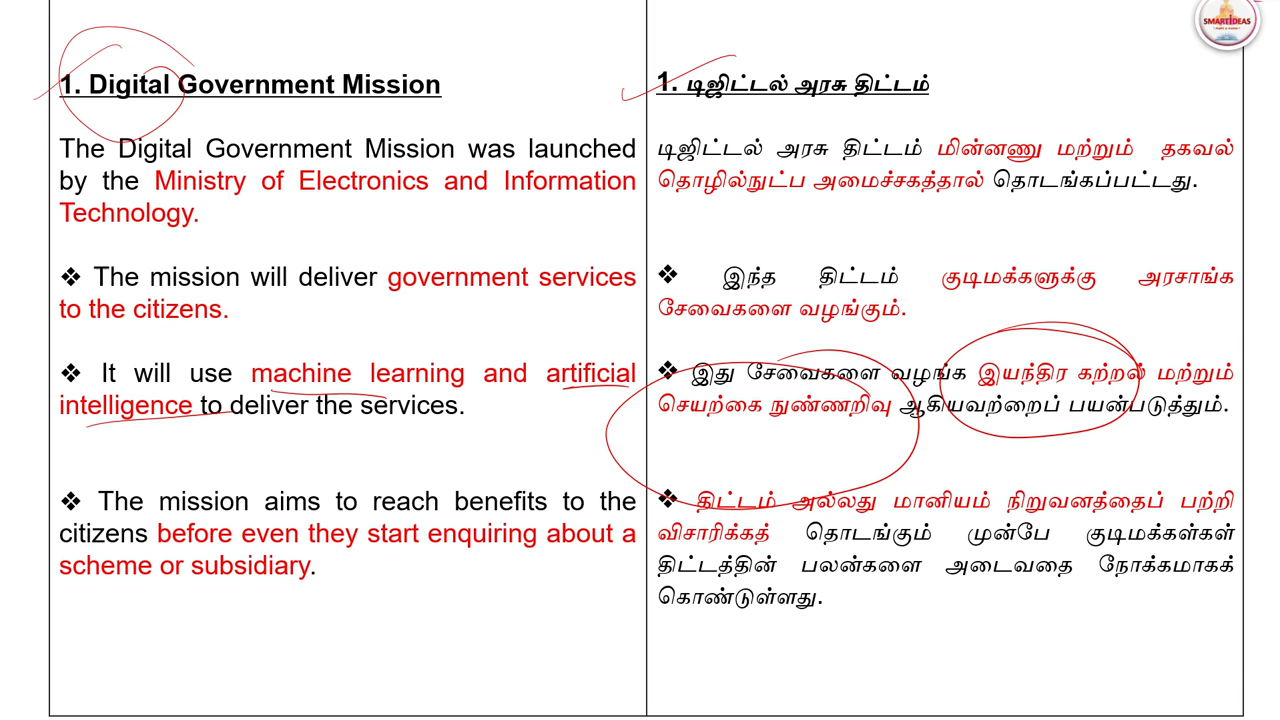 SMARTIDEAS
1. Digital Government Mission
The Digital Government Mission was launched
by the Ministry of Electronics and Information
Technology.
❖ The mission will deliver government services
to the citizens.
❖ It will use machine learning and artificial
intelligence to deliver the services.
❖ The mission aims to reach benefits to the
citizens before even they start enquiring about a
scheme or subsidiary.
1. டிஜிட்டல் அரசு திட்டம்
டிஜிட்டல் அரசு திட்டம் மின்னணு மற்றும் தகவல்
தொழில்நுட்ப அமைச்சகத்தால் தொடங்கப்பட்டது.
❖ இந்த திட்டம் குடிமக்களுக்கு அரசாங்க
சேவைகளை வழங்கும்.
❖ இது சேவைகளை வழங்க இயந்திர கற்றல் மற்றும்
செயற்கை நுண்ணறிவு ஆகியவற்றைப் பயன்படுத்தும்.
❖ திட்டம் அல்லது மானியம் நிறுவனத்தைப் பற்றி
விசாரிக்கத் தொடங்கும் முன்பே குடிமக்கள்கள்
திட்டத்தின் பலன்களை அடைவதை நோக்கமாகக்
கொண்டுள்ளது.